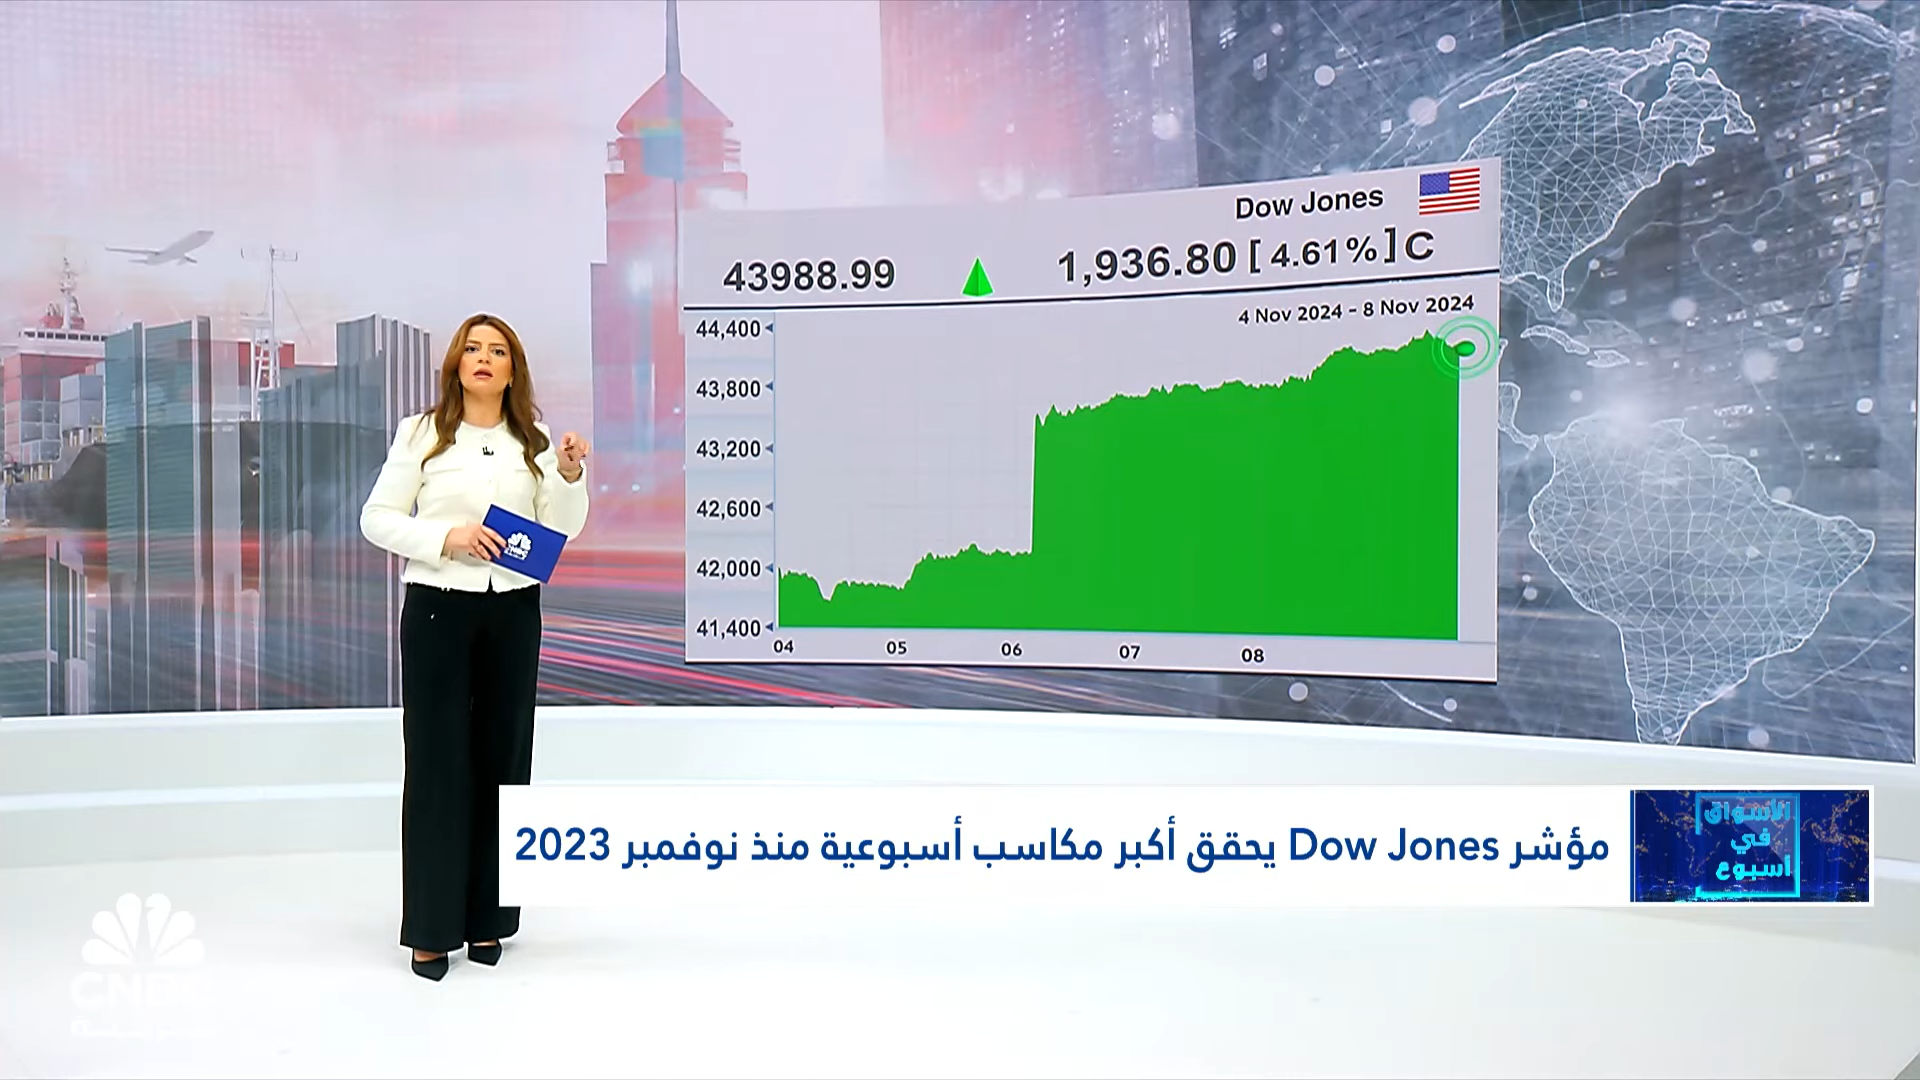 Dow Jones
43988.99 1,936.80 [ 4.61% ] C
4 Nov 2024 - 8 Nov 2024
44,400
43,800
43,200
42,600
42,000
41,400
04 05 06 07 08
مؤشر Dow Jones يحقق أكبر مكاسب أسبوعية منذ نوفمبر 2023
الأسواق
في
أسبوع
CNBC
عربية